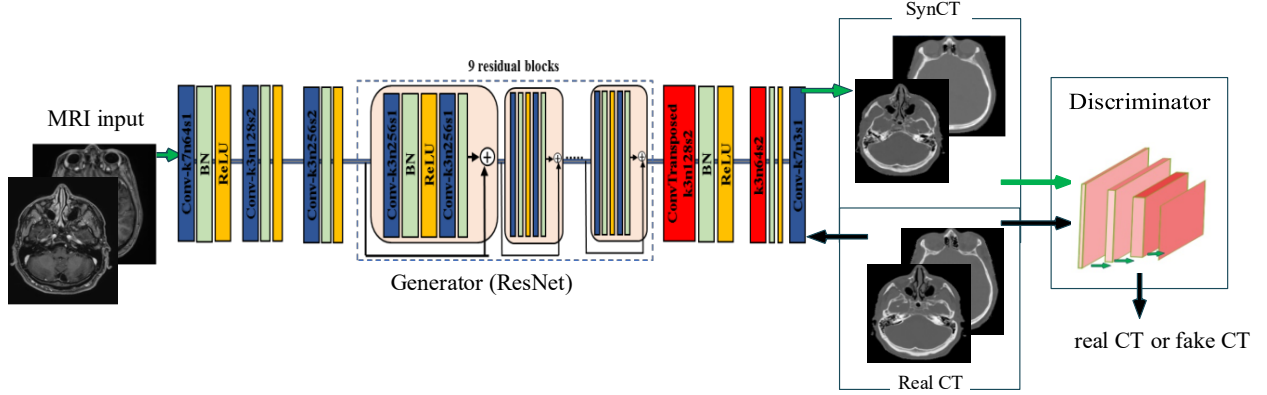 SynCT
9 residual blocks
Discriminator
MRI input
Conv-k7n64s1
BN
ReLU
Conv-k3n128s2
Conv-k3n256s2
Conv-k3n256s1
BN
ReLU
Conv-k3n256s1
......
ConvTransposed
k3n128s2
BN
ReLU
k3n64s2
Conv-k7n3s1
Generator (ResNet)
real CT or fake CT
Real CT